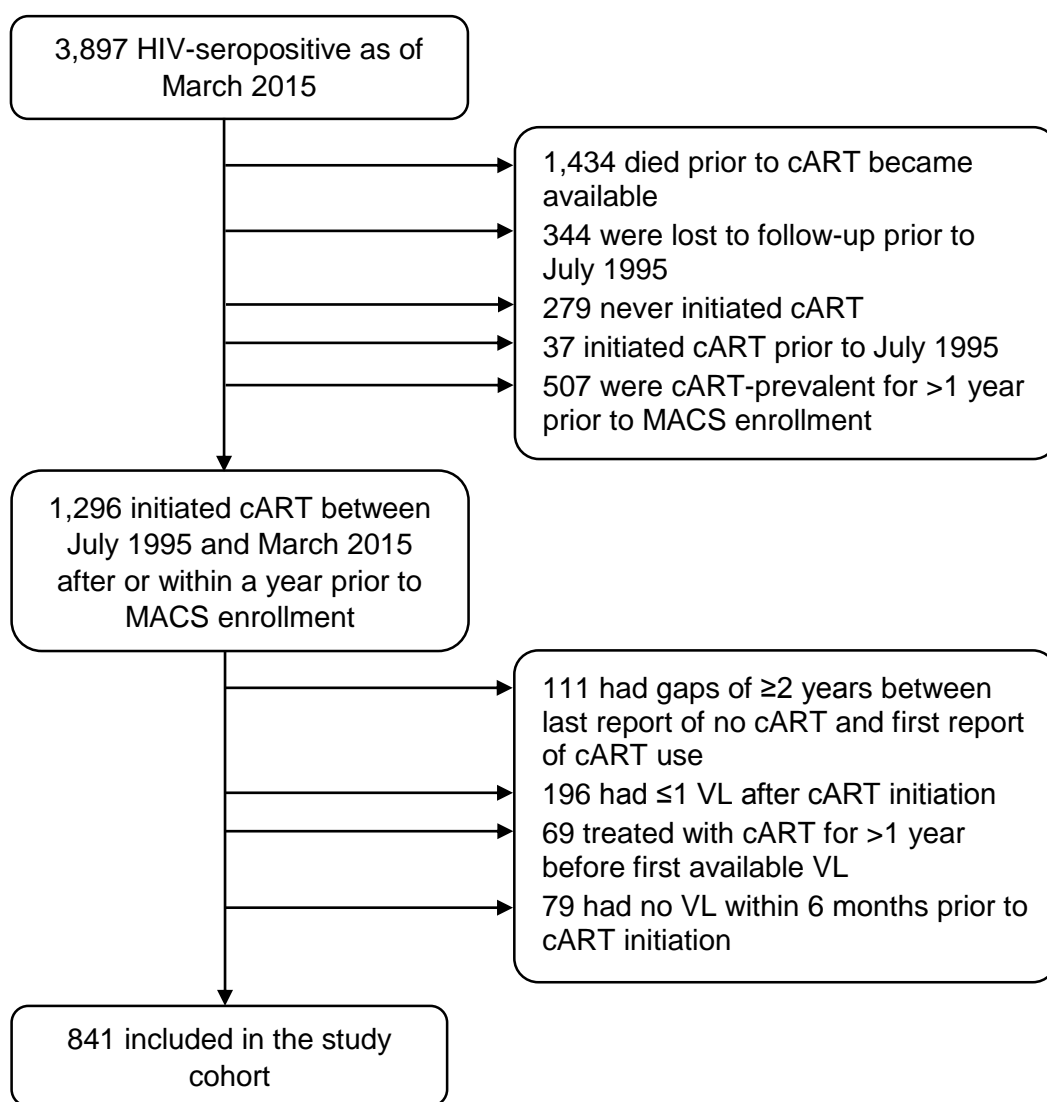 3,897 HIV-seropositive as of
March 2015
1,434 died prior to cART became
available
344 were lost to follow-up prior to
July 1995
279 never initiated cART
37 initiated cART prior to July 1995
507 were cART-prevalent for >1 year
prior to MACS enrollment
1,296 initiated cART between
July 1995 and March 2015
after or within a year prior to
MACS enrollment
111 had gaps of ≥2 years between
last report of no cART and first report
of cART use
196 had ≤1 VL after cART initiation
69 treated with cART for >1 year
before first available VL
79 had no VL within 6 months prior to
cART initiation
841 included in the study
cohort